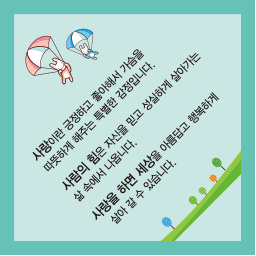 사랑이란 긍정하고 좋아해서 가슴을
따뜻하게 해주는 특별한 감정입니다.
사람의 힘은 자신을 믿고 성실하게 살아가는
삶 속에서 나옵니다.
사랑을 하면 세상을 아름답고 행복하게
살아 갈 수 있습니다.